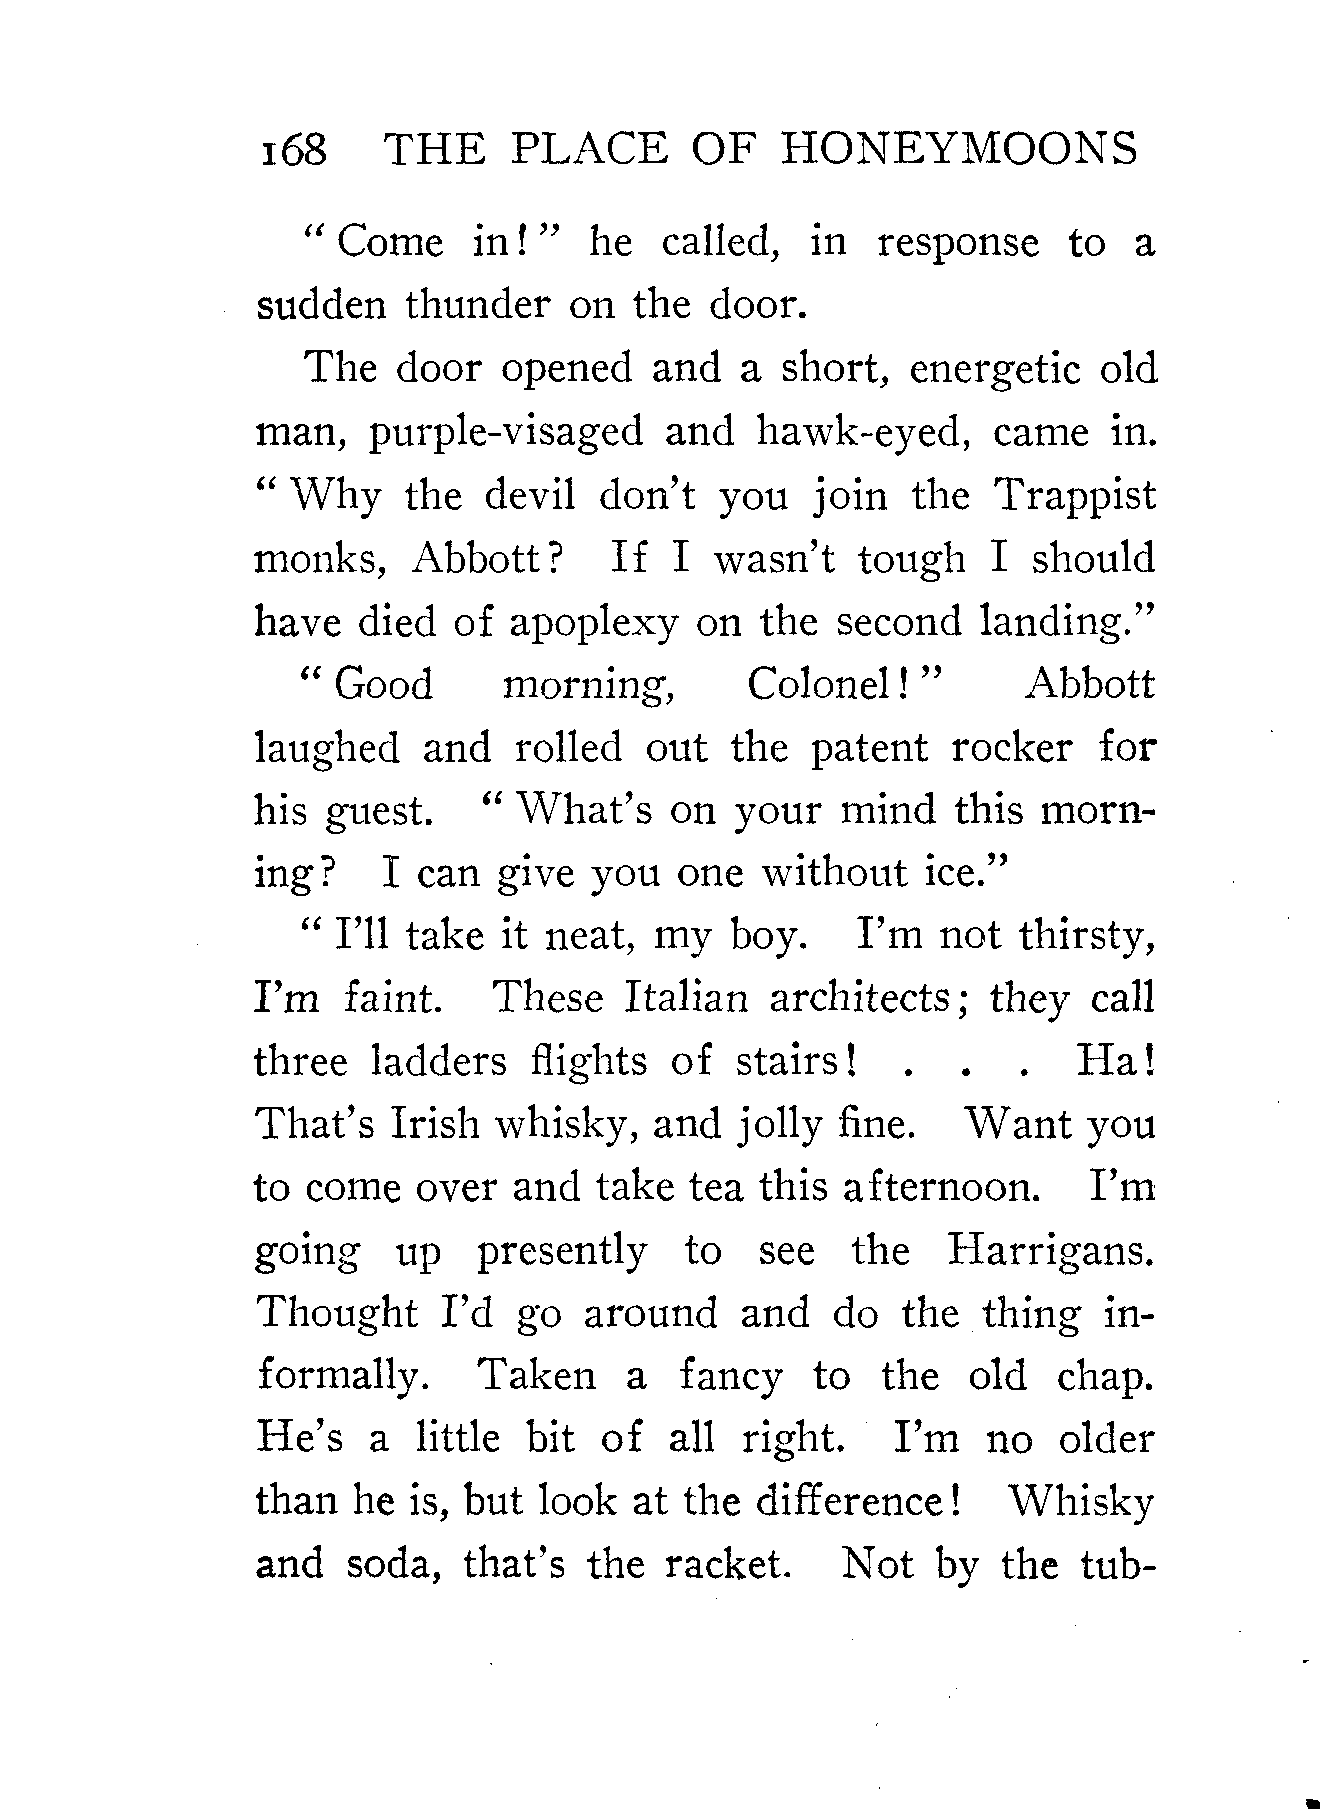 168 THE PLACE OF HONEYMOONS
“ Come in! ” he called, in response to a
sudden thunder on the door.
The door opened and a short, energetic old
man, purple-visaged and hawk-eyed, came in.
“ Why the devil don’t you join the Trappist
monks, Abbott? If I wasn’t tough I should
have died of apoplexy on the second landing.”
“ Good morning, Colonel! ” Abbott
laughed and rolled out the patent rocker for
his guest. “ What’s on your mind this morn-
ing? I can give you one without ice.”
“ I’ll take it neat, my boy. I’m not thirsty,
I’m faint. These Italian architects; they call
three ladders flights of stairs! . . . Ha!
That’s Irish whisky, and jolly fine. Want you
to come over and take tea this afternoon. I’m
going up presently to see the Harrigans.
Thought I’d go around and do the thing in-
formally. Taken a fancy to the old chap.
He’s a little bit of all right. I’m no older
than he is, but look at the difference! Whisky
and soda, that’s the racket. Not by the tub-